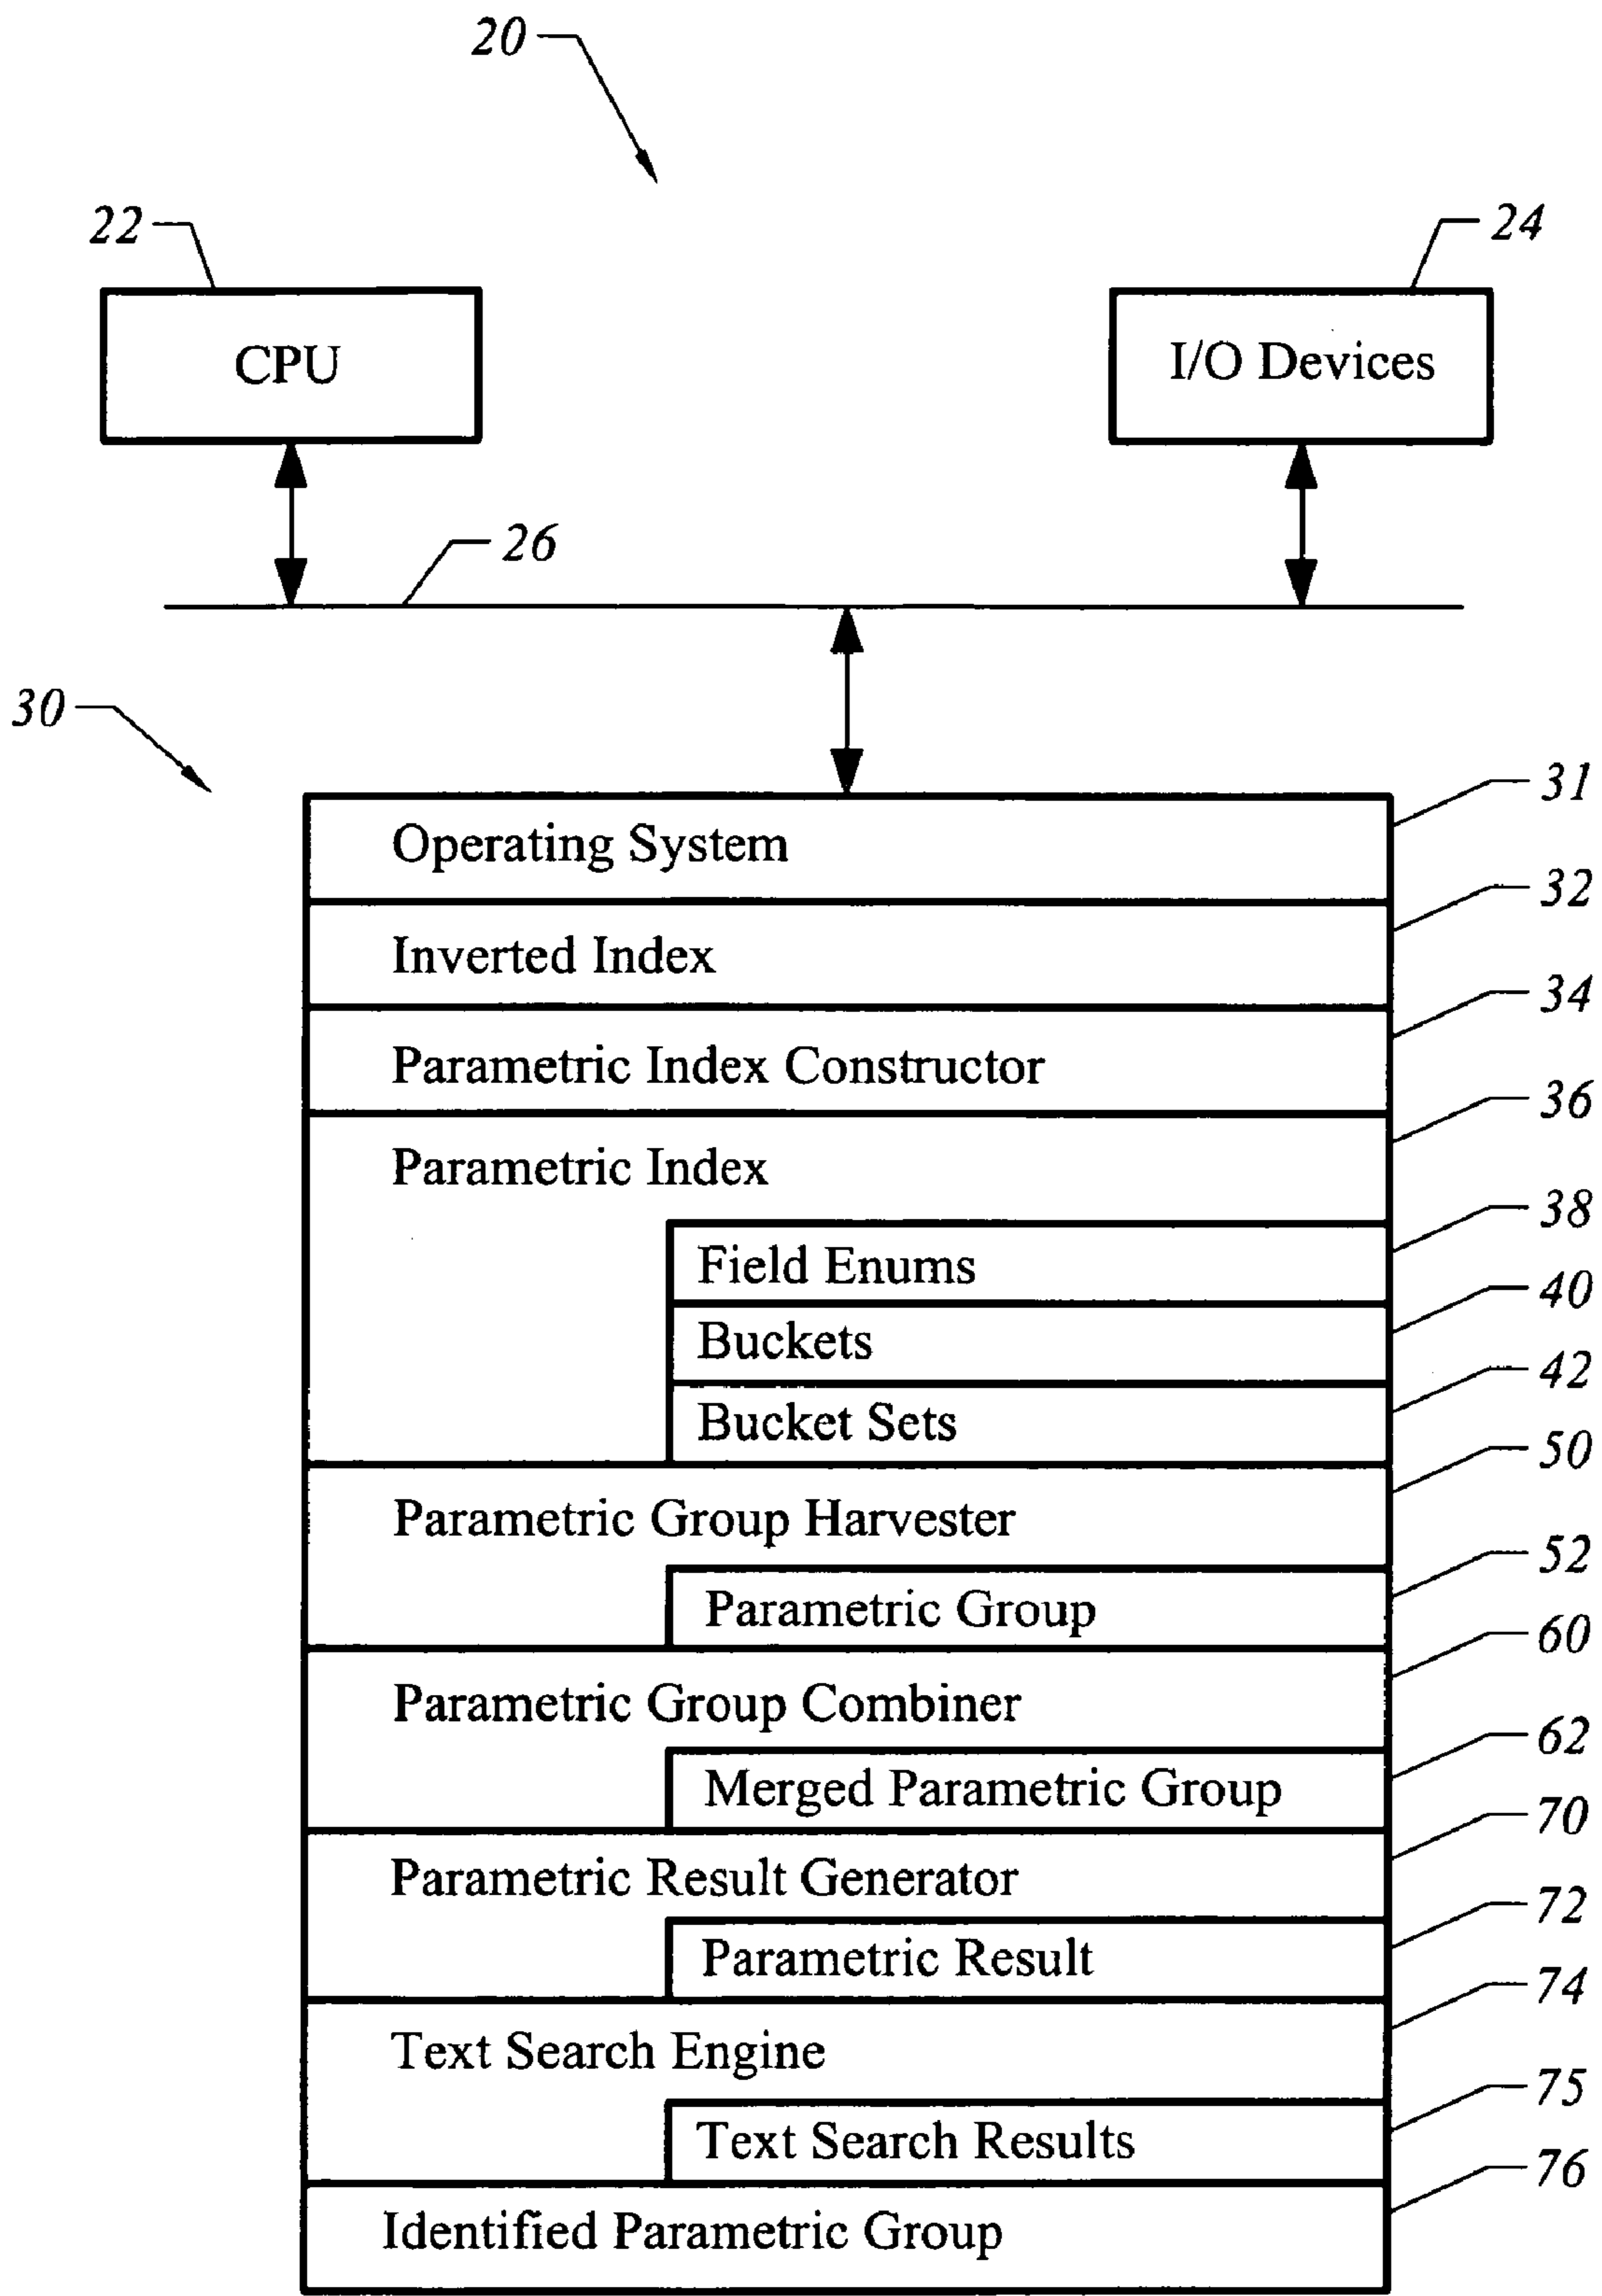 20
22
24
CPU
I/O Devices
26
30
31
Operating System
32
Inverted Index
34
Parametric Index Constructor
36
Parametric Index
38
Field Enums
40
Buckets
42
Bucket Sets
50
Parametric Group Harvester
52
Parametric Group
60
Parametric Group Combiner
62
Merged Parametric Group
70
Parametric Result Generator
72
Parametric Result
74
Text Search Engine
75
Text Search Results
76
Identified Parametric Group